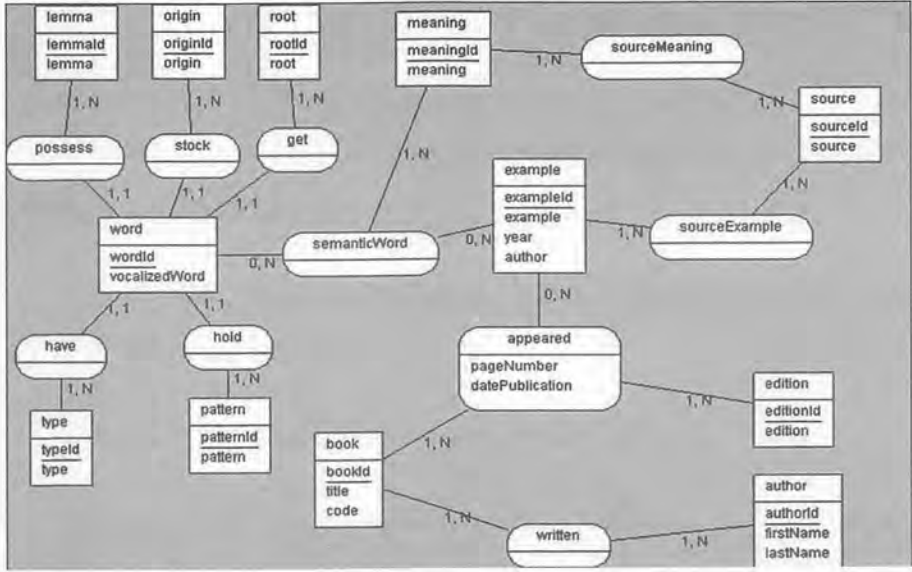 lemma
lemmaId
lemma
origin
originId
origin
root
rootId
root
meaning
meaningId
meaning
1, N
sourceMeaning
1, N
source
sourceId
source
1, N
1, N
1, N
possess
stock
get
1, 1
1, 1
1, 1
1, N
example
exampleId
example
year
author
1, N
word
wordId
vocalizedWord
0, N
semanticWord
0, N
1, N
sourceExample
1, 1
1, 1
0, N
have
hold
appeared
pageNumber
datePublication
1, N
1, N
type
typeId
type
pattern
patternId
pattern
1, N
edition
editionId
edition
book
bookId
title
code
1, N
1, N
written
1, N
author
authorId
firstName
lastName